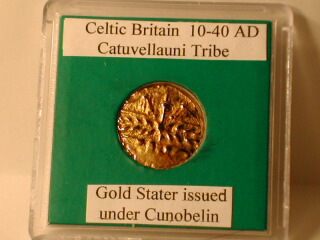 Celtic Britain 10-40 AD
Catuvellauni Tribe
Gold Stater issued
under Cunobelin